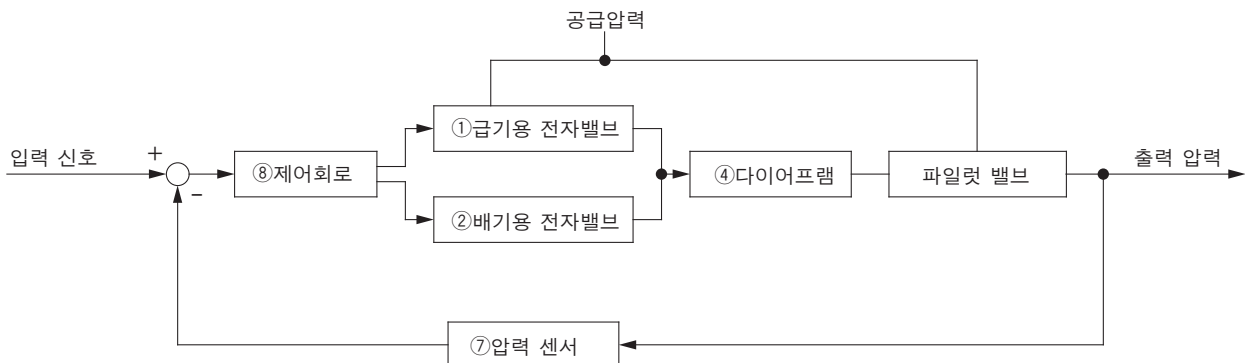 공급압력
①급기용 전자밸브
입력 신호
+
-
⑧제어회로
④다이어프램
파일럿 밸브
출력 압력
②배기용 전자밸브
⑦압력 센서